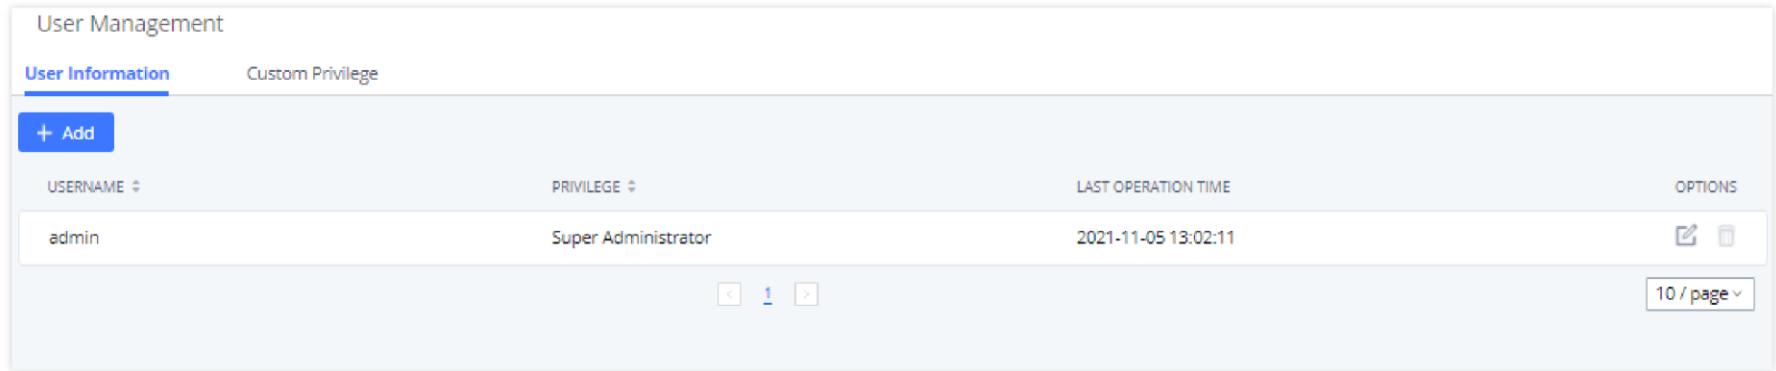 User Management
User Information Custom Privilege
+ Add
USERNAME PRIVILEGE LAST OPERATION TIME OPTIONS
admin Super Administrator 2021-11-05 13:02:11
< 1 > 10 / page